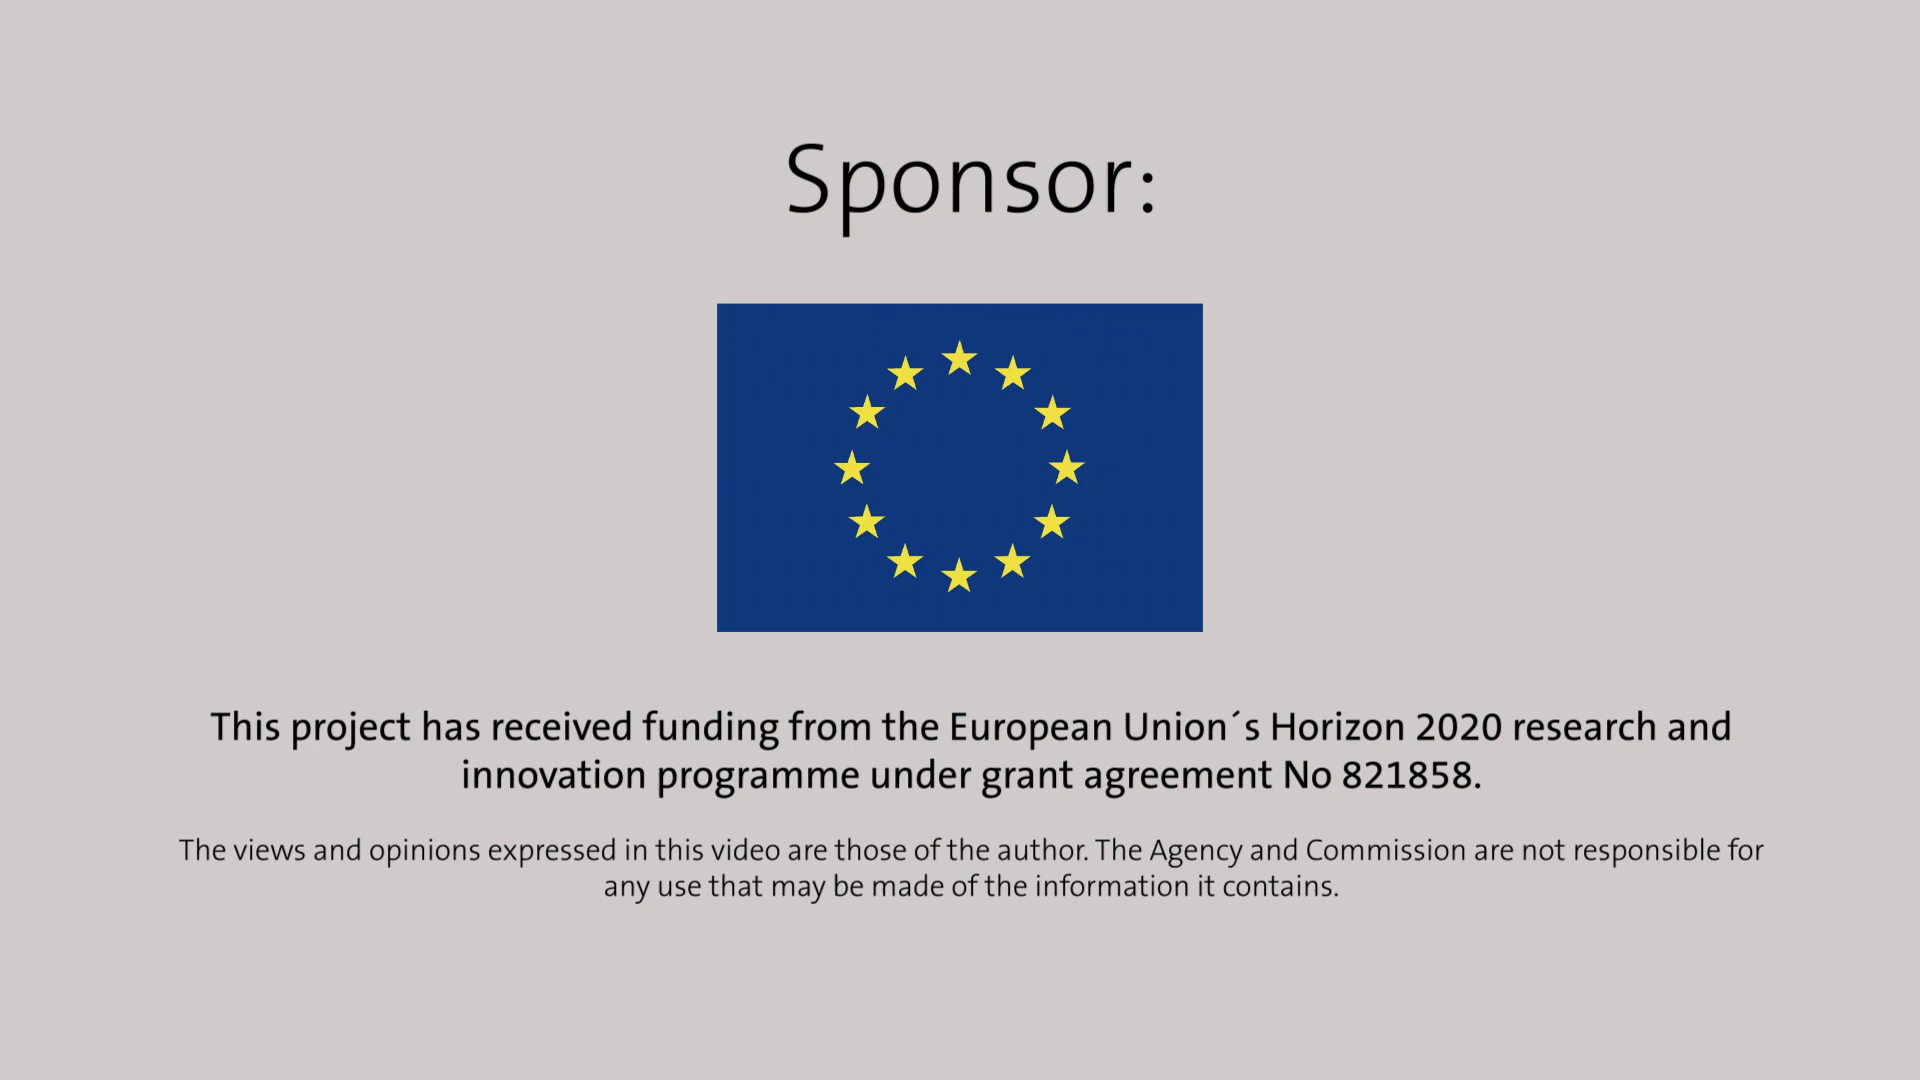 Sponsor:
This project has received funding from the European Union´s Horizon 2020 research and
innovation programme under grant agreement No 821858.
The views and opinions expressed in this video are those of the author. The Agency and Commission are not responsible for
any use that may be made of the information it contains.